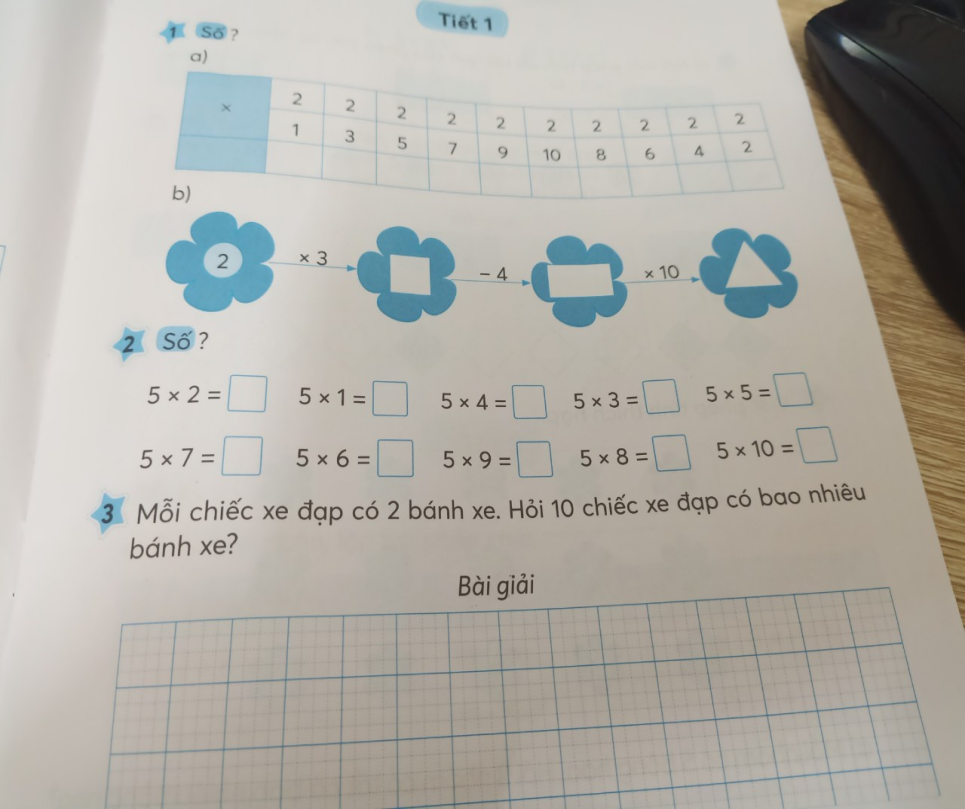 Tiết 1
1 Số ?
a)
× 2 2 2 2 2 2 2 2 2 2
1 3 5 7 9 10 8 6 4 2
b)
2 × 3 − 4 × 10
2 Số ?
5 × 2 = 5 × 1 = 5 × 4 = 5 × 3 = 5 × 5 =
5 × 7 = 5 × 6 = 5 × 9 = 5 × 8 = 5 × 10 =
3 Mỗi chiếc xe đạp có 2 bánh xe. Hỏi 10 chiếc xe đạp có bao nhiêu
bánh xe?
Bài giải